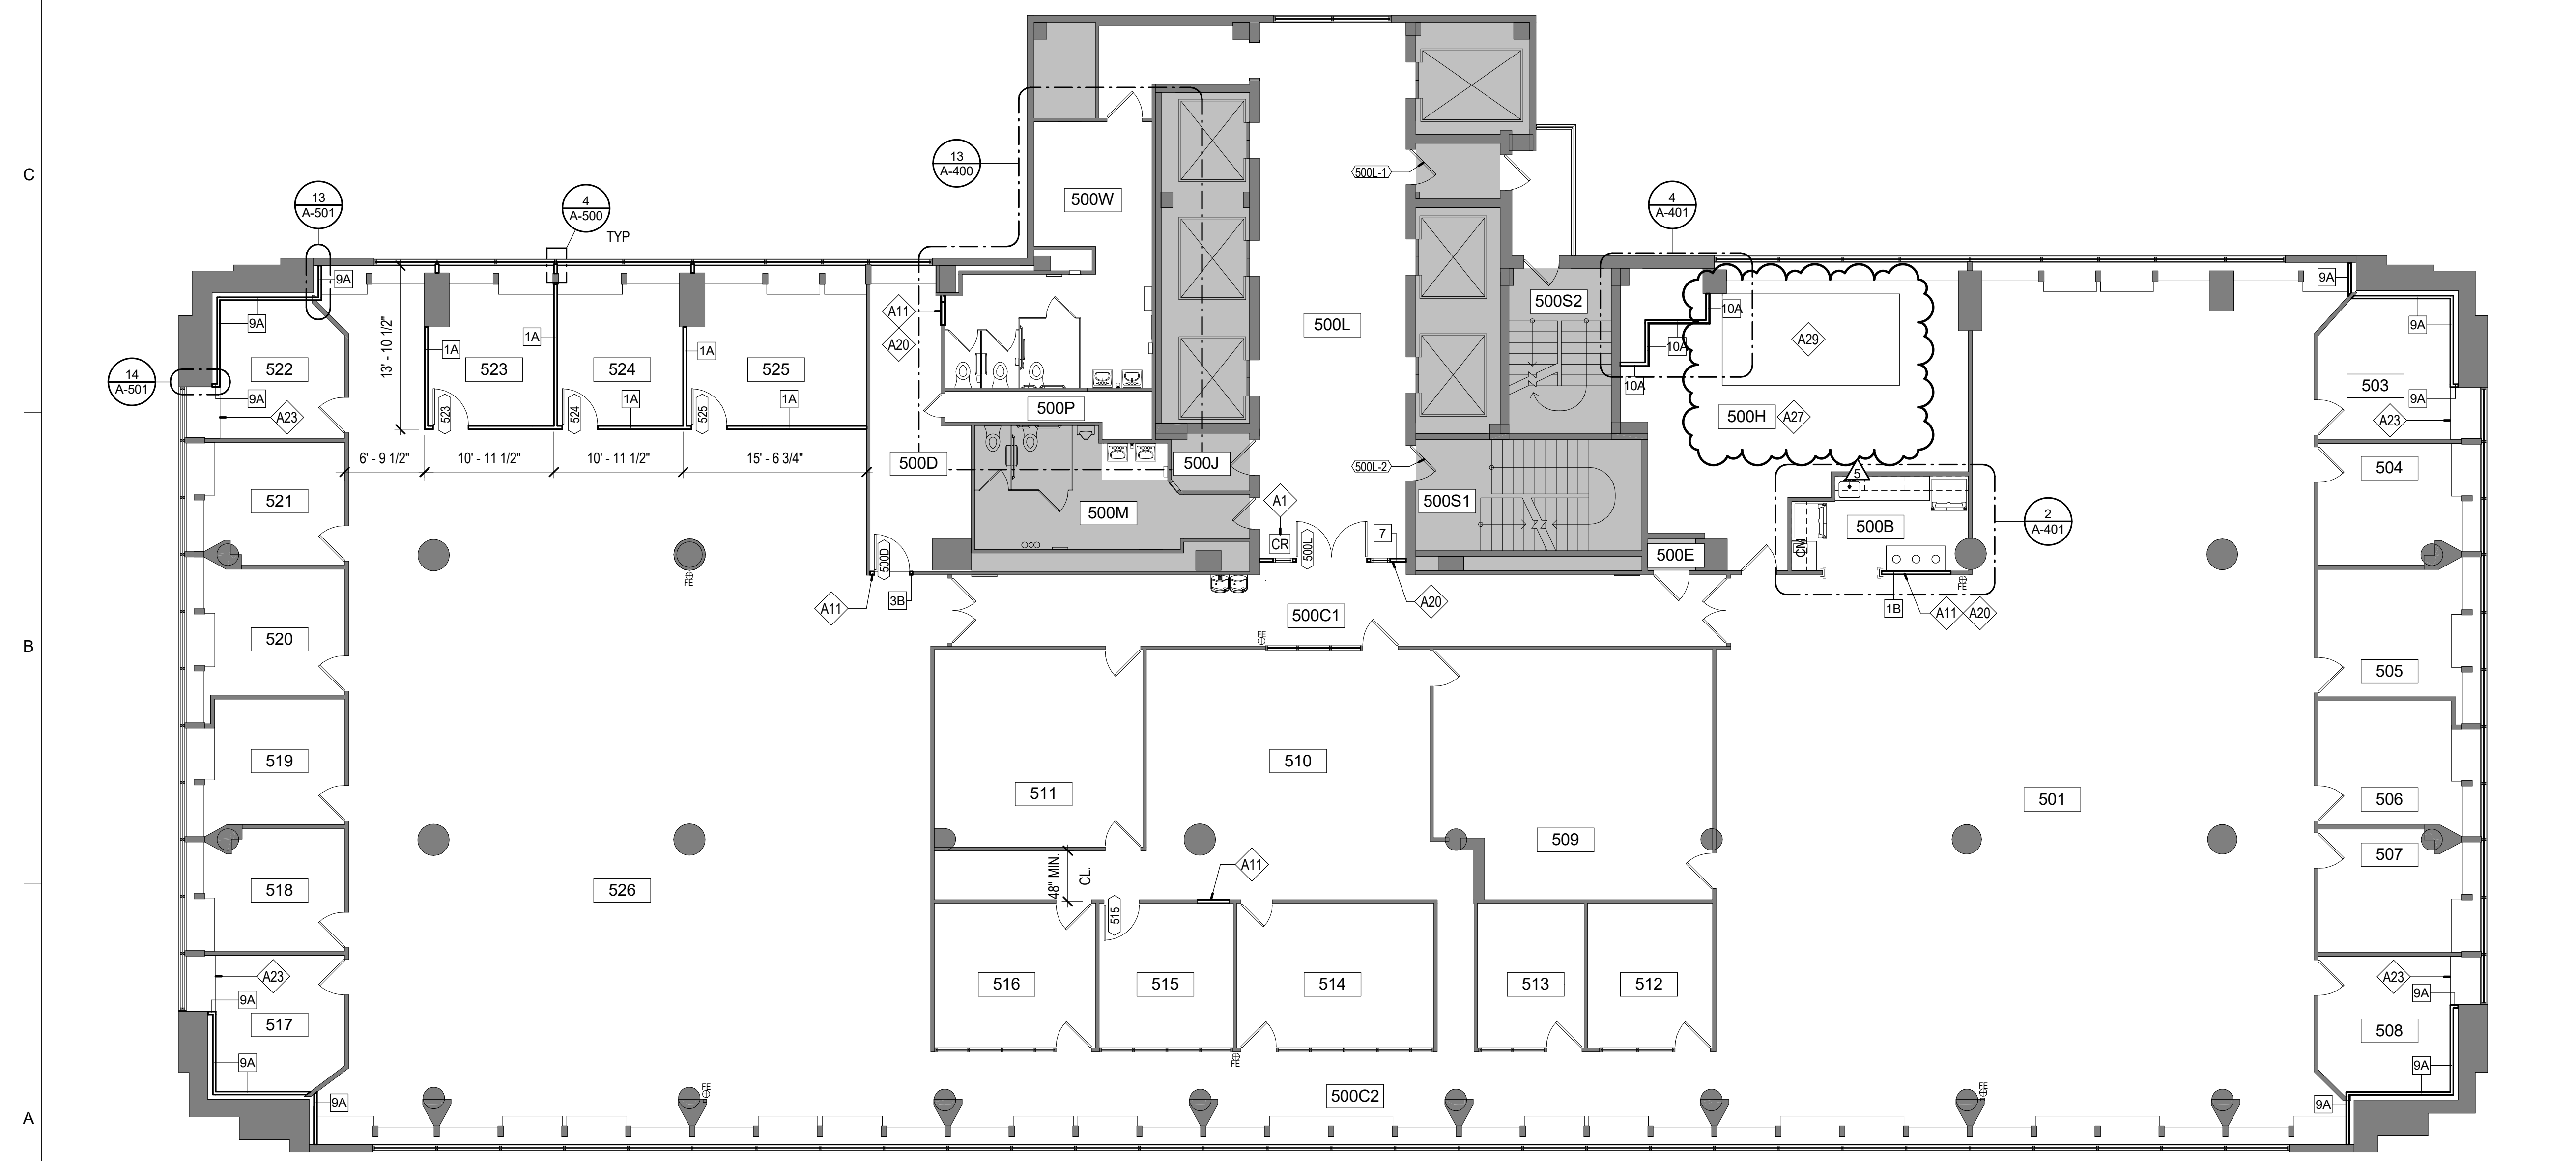 C
B
A
13
A-400
500W
500L-1
13
A-501
4
A-500
TYP
4
A-401
9A
9A
13' - 10 1/2"
A11
A20
500L
500S2
10A
10A
10A
A29
9A
9A
14
A-501
522
1A
523
1A
524
1A
525
503
9A
A23
523
524
1A
525
1A
500P
500H
A27
9A
A23
6' - 9 1/2"
10' - 11 1/2"
10' - 11 1/2"
15' - 6 3/4"
500D
500J
500L-2
504
5
521
A1
500S1
500M
CR
500L
7
500B
2
A-401
CM
500D
500E
FE
FE
A11
3B
A20
1B
A11
A20
500C1
FE
520
505
519
510
511
501
506
509
518
526
48" MIN.
CL.
A11
507
515
A23
516
515
514
513
512
A23
9A
9A
517
508
9A
9A
FE
FE
500C2
FE
9A
9A